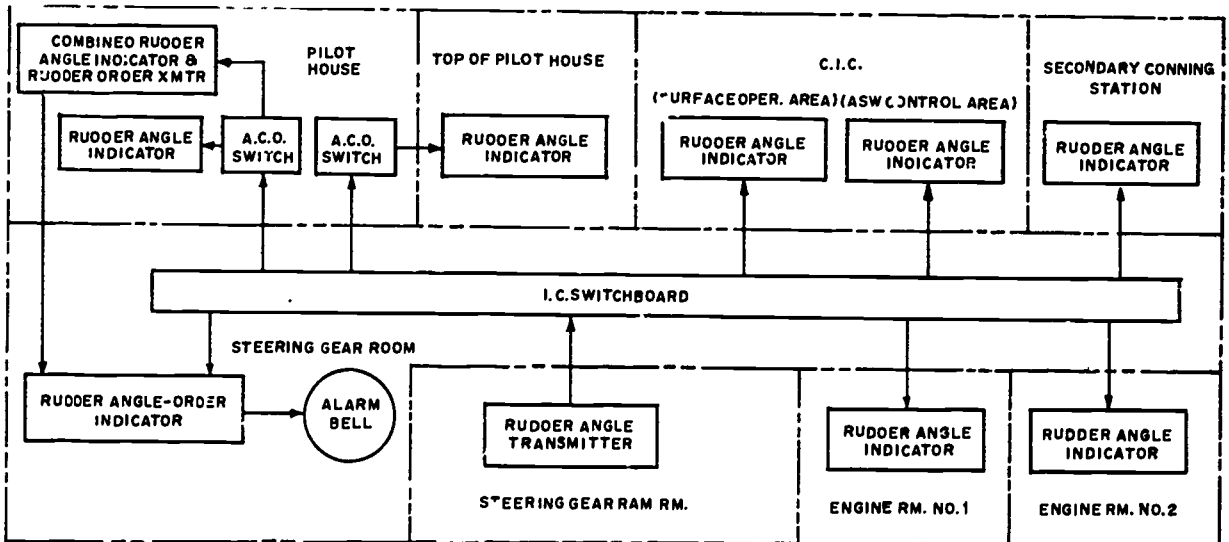 COMBINED RUDDER
ANGLE INDICATOR &
RUDDER ORDER XMTR
PILOT
HOUSE
TOP OF PILOT HOUSE
C.I.C.
(SURFACE OPER. AREA)
(ASW CONTROL AREA)
SECONDARY CONNING
STATION
RUDDER ANGLE
INDICATOR
A.C.O.
SWITCH
A.C.O.
SWITCH
RUDDER ANGLE
INDICATOR
RUDDER ANGLE
INDICATOR
RUDDER ANGLE
INDICATOR
RUDDER ANGLE
INDICATOR
I.C. SWITCHBOARD
STEERING GEAR ROOM
RUDDER ANGLE-ORDER
INDICATOR
ALARM
BELL
RUDDER ANGLE
TRANSMITTER
RUDDER ANGLE
INDICATOR
RUDDER ANGLE
INDICATOR
STEERING GEAR RAM RM.
ENGINE RM. NO.1
ENGINE RM. NO.2